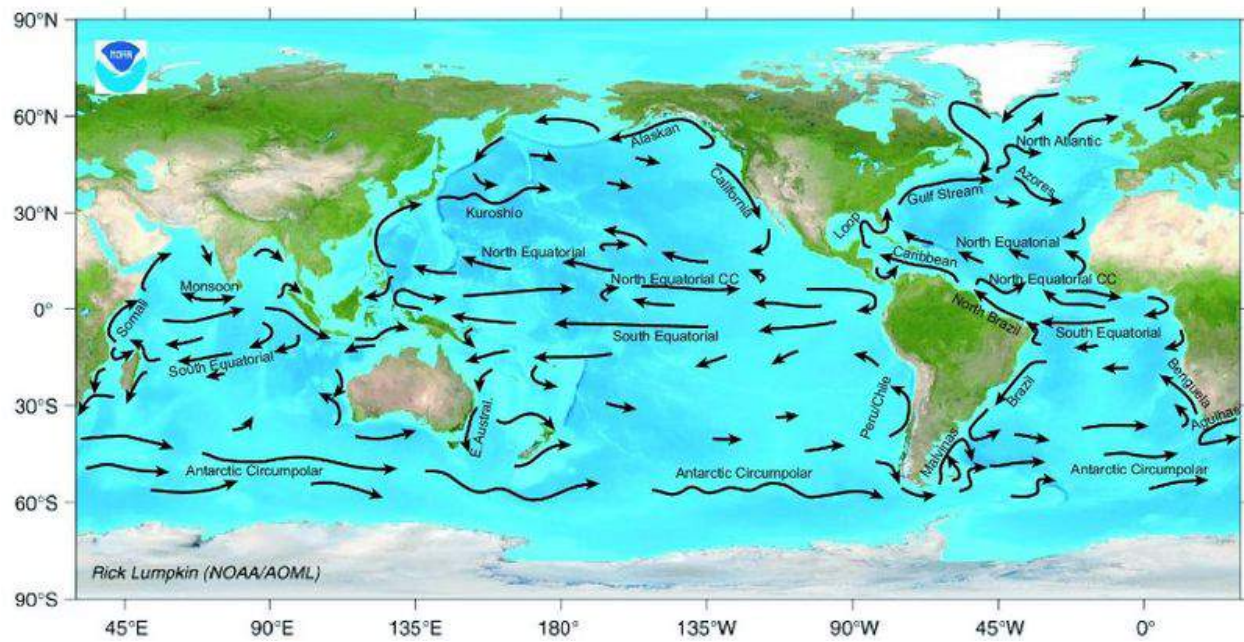 90°N
NOAA
60°N
Alaskan
North Atlantic
California
Azores
Gulf Stream
30°N
Kuroshio
Loop
North Equatorial
North Equatorial
Caribbean
Monsoon
North Equatorial CC
North Equatorial CC
0°
Somali
North Brazil
South Equatorial
South Equatorial
South Equatorial
Brazil
Benguela
30°S
E.Austral.
Peru/Chile
Agulhas
Malvinas
Antarctic Circumpolar
Antarctic Circumpolar
Antarctic Circumpolar
60°S
Rick Lumpkin (NOAA/AOML)
90°S
45°E 90°E 135°E 180° 135°W 90°W 45°W 0°